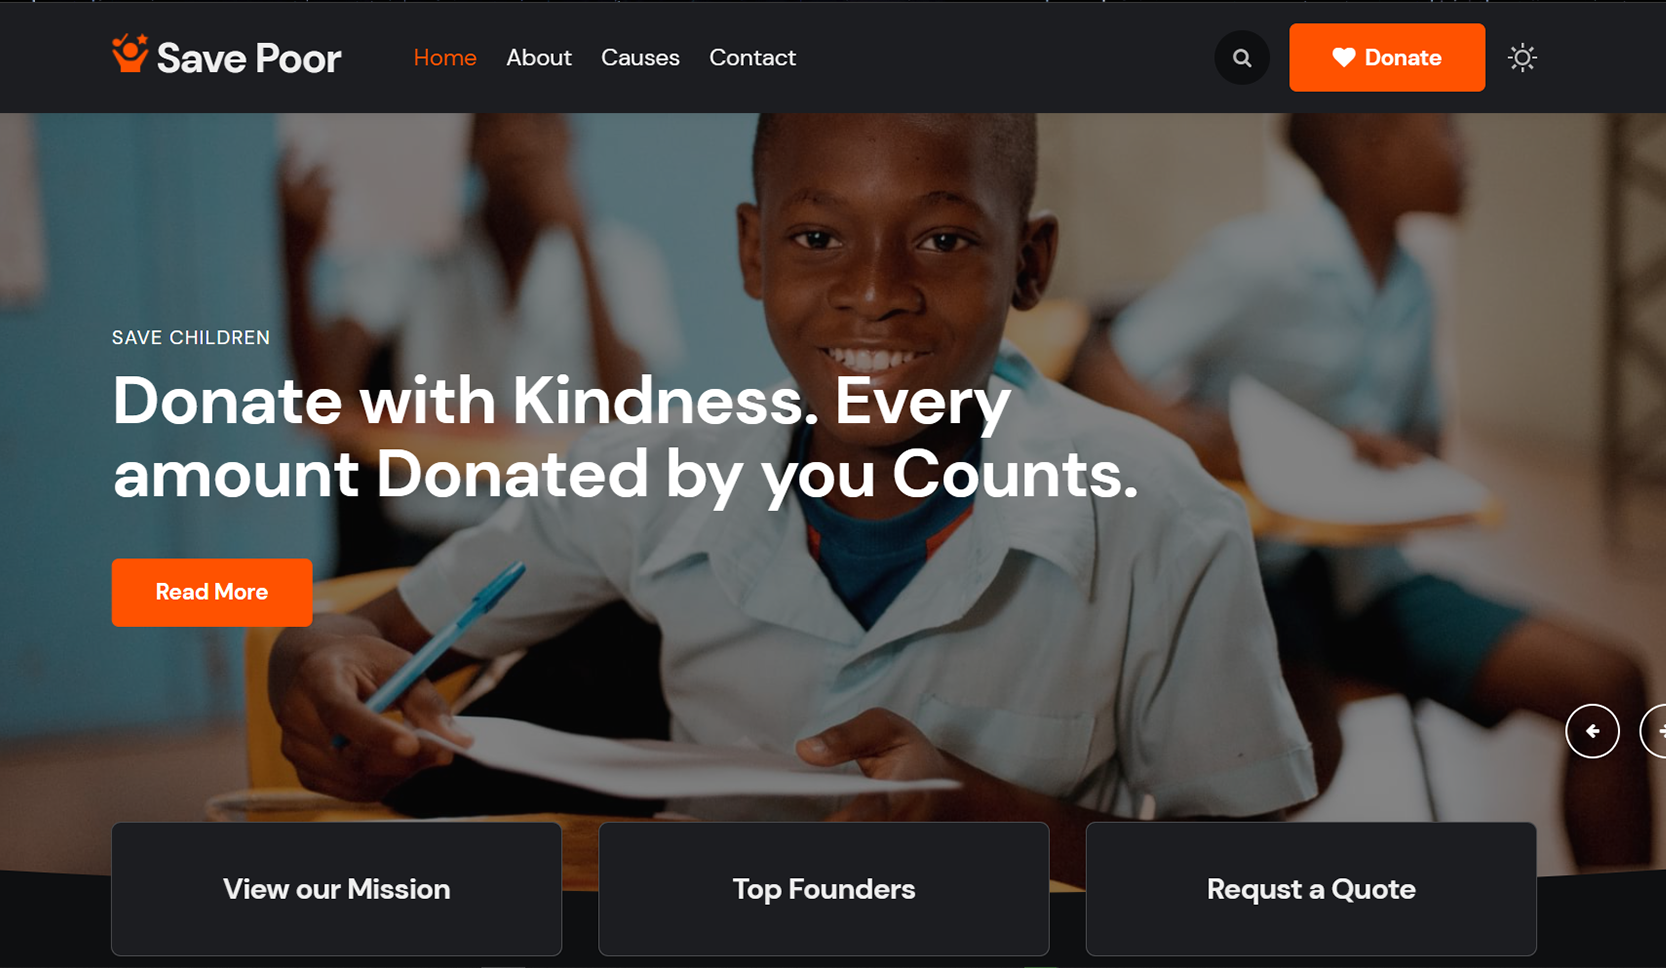 Save Poor
Home About Causes Contact
Donate
SAVE CHILDREN
Donate with Kindness. Every
amount Donated by you Counts.
Read More
View our Mission
Top Founders
Requst a Quote